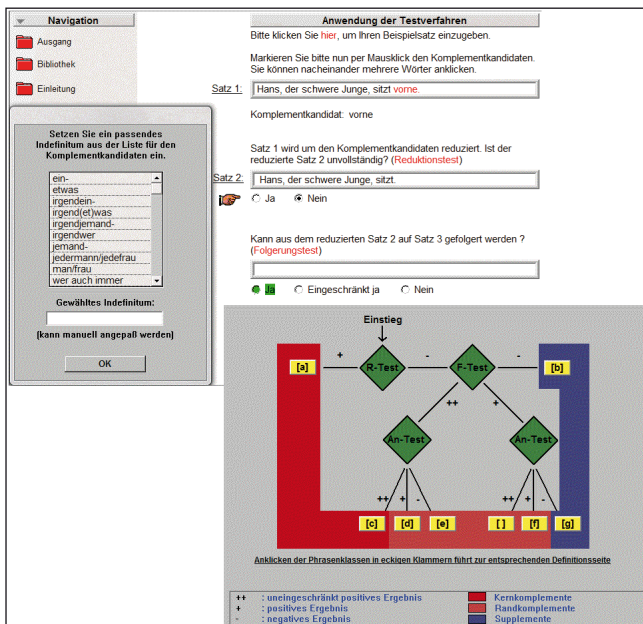 Navigation
Ausgang
Bibliothek
Einleitung
Anwendung der Testverfahren
Bitte klicken Sie hier, um Ihren Beispielsatz einzugeben.
Markieren Sie bitte nun per Mausklick den Komplementkandidaten.
Sie können nacheinander mehrere Wörter anklicken.
Satz 1: Hans, der schwere Junge, sitzt vorne.
Komplementkandidat: vorne
Satz 1 wird um den Komplementkandidaten reduziert. Ist der
reduzierte Satz 2 unvollständig? (Reduktionstest)
Satz 2: Hans, der schwere Junge, sitzt.
Ja Nein
Kann aus dem reduzierten Satz 2 auf Satz 3 gefolgert werden ?
(Folgerungstest)
Ja Eingeschränkt ja Nein
Setzen Sie ein passendes
Indefinitum aus der Liste für den
Komplementkandidaten ein.
ein-
etwas
irgendein-
irgend(et)was
irgendjemand-
irgendwer
jemand-
jedermann/jedefrau
man/frau
wer auch immer
Gewähltes Indefinitum:
(kann manuell angepaß werden)
OK
Einstieg
[a] + R-Test - F-Test - [b]
++ +
An-Test An-Test
++ + - ++ + -
[c] [d] [e] [ ] [f] [g]
Anklicken der Phrasenklassen in eckigen Klammern führt zur entsprechenden Definitionsseite
++ : uneingeschränkt positives Ergebnis Kernkomplemente
+ : positives Ergebnis Randkomplemente
- : negatives Ergebnis Supplemente